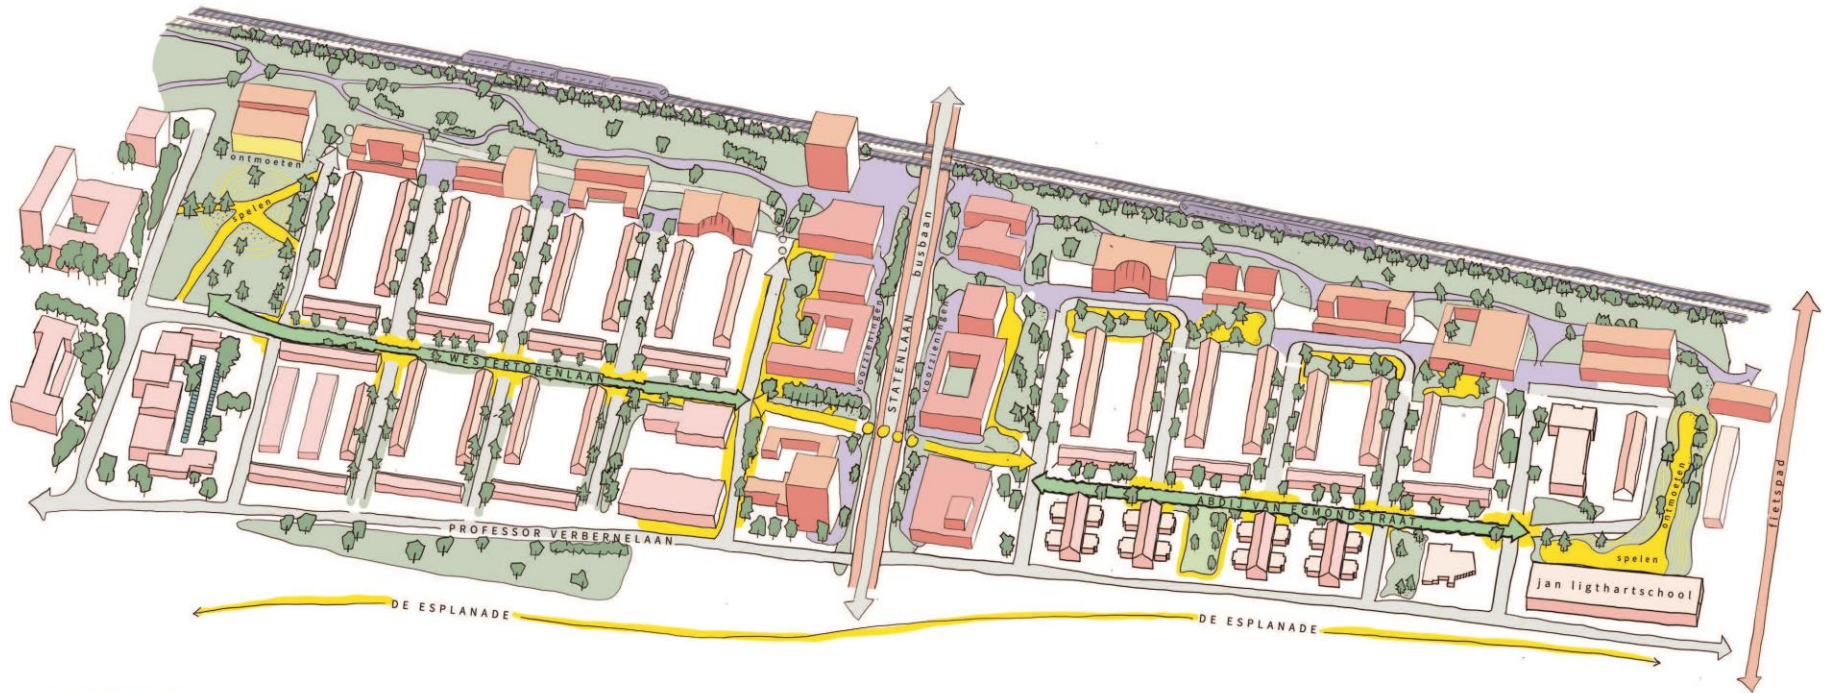 ontmoeten
spelen
busbaan
STATENLAAN
voorzieningen
voorzieningen
WESTERTORENLAAN
ABDIJ VAN EGMONDSTRAAT
ontmoeten
fietspad
spelen
PROFESSOR VERBERNELAAN
jan ligthartschool
DE ESPLANADE
DE ESPLANADE